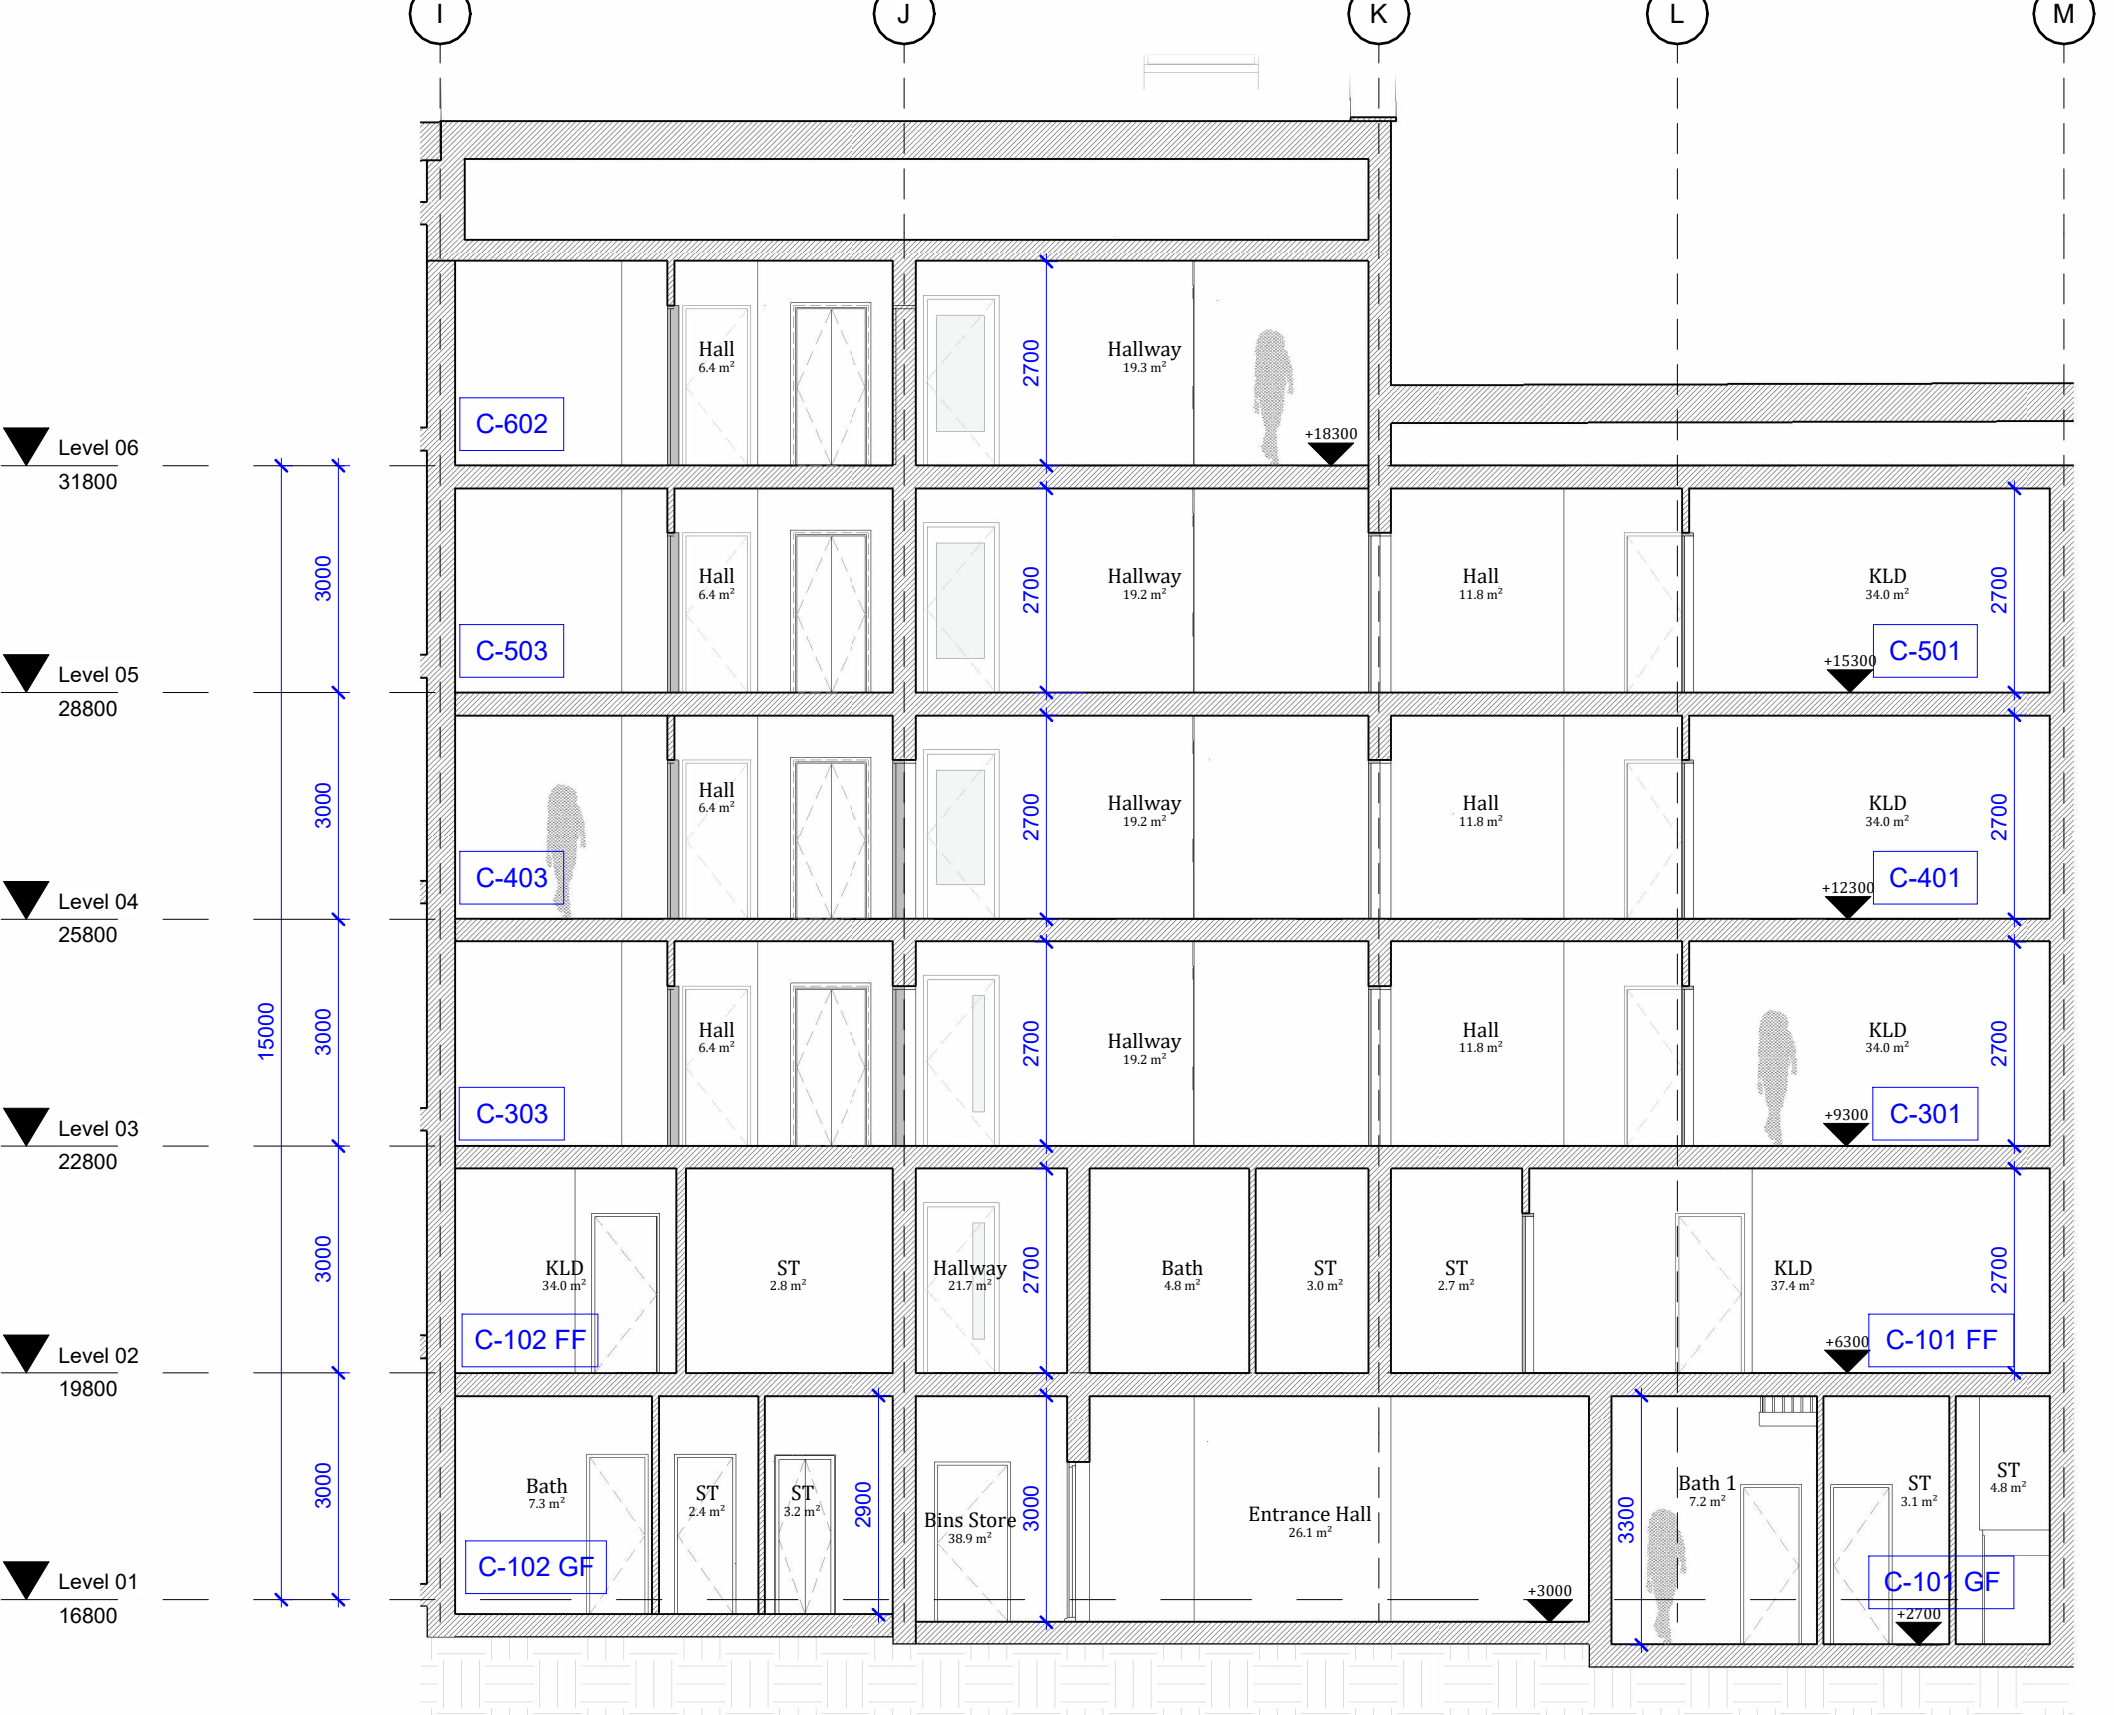 I
J
K
L
M
Hall
6.4 m²
2700
Hallway
19.3 m²
C-602
+18300
Level 06
31800
3000
Hall
6.4 m²
2700
Hallway
19.2 m²
Hall
11.8 m²
KLD
34.0 m²
2700
C-503
C-501
+15300
Level 05
28800
3000
Hall
6.4 m²
2700
Hallway
19.2 m²
Hall
11.8 m²
KLD
34.0 m²
2700
C-403
C-401
+12300
Level 04
25800
15000
3000
Hall
6.4 m²
2700
Hallway
19.2 m²
Hall
11.8 m²
KLD
34.0 m²
2700
C-303
C-301
+9300
Level 03
22800
3000
KLD
34.0 m²
ST
2.8 m²
Hallway
21.7 m²
2700
Bath
4.8 m²
ST
3.0 m²
ST
2.7 m²
KLD
37.4 m²
2700
C-102 FF
C-101 FF
+6300
Level 02
19800
3000
Bath
7.3 m²
ST
2.4 m²
ST
3.2 m²
2900
Bins Store
38.9 m²
3000
Entrance Hall
26.1 m²
3300
Bath 1
7.2 m²
ST
3.1 m²
ST
4.8 m²
C-102 GF
C-101 GF
+3000
+2700
Level 01
16800